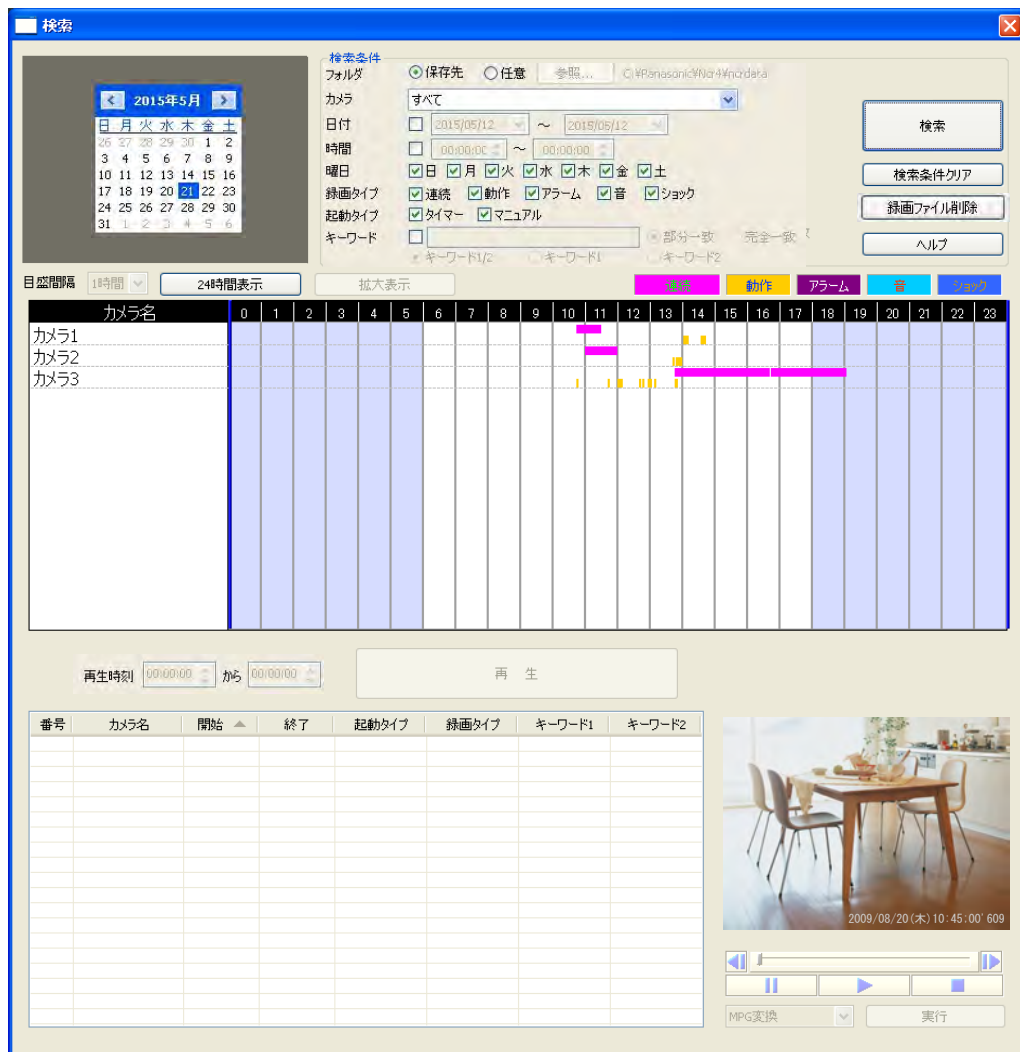 検索
検索条件
フォルダ 保存先 任意 参照... C:¥Panasonic¥Ncr4¥ncrdata
カメラ すべて
日付 2015/05/12 ～ 2015/05/12
時間 00:00:00 ～ 00:00:00
曜日 日 月 火 水 木 金 土
録画タイプ 連続 動作 アラーム 音 ショック
起動タイプ タイマー マニュアル
キーワード 部分一致 完全一致
キーワード1/2 キーワード1 キーワード2
2015年5月
日 月 火 水 木 金 土
26 27 28 29 30 1 2
3 4 5 6 7 8 9
10 11 12 13 14 15 16
17 18 19 20 21 22 23
24 25 26 27 28 29 30
31 1 2 3 4 5 6
検索
検索条件クリア
録画ファイル削除
ヘルプ
目盛間隔 1時間 24時間表示 拡大表示 連続 動作 アラーム 音 ショック
カメラ名 0 1 2 3 4 5 6 7 8 9 10 11 12 13 14 15 16 17 18 19 20 21 22 23
カメラ1
カメラ2
カメラ3
再生時刻 00:00:00 から 00:00:00 再 生
番号 カメラ名 開始 終了 起動タイプ 録画タイプ キーワード1 キーワード2
2009/08/20(木)10:45:00'609
MPG変換 実行